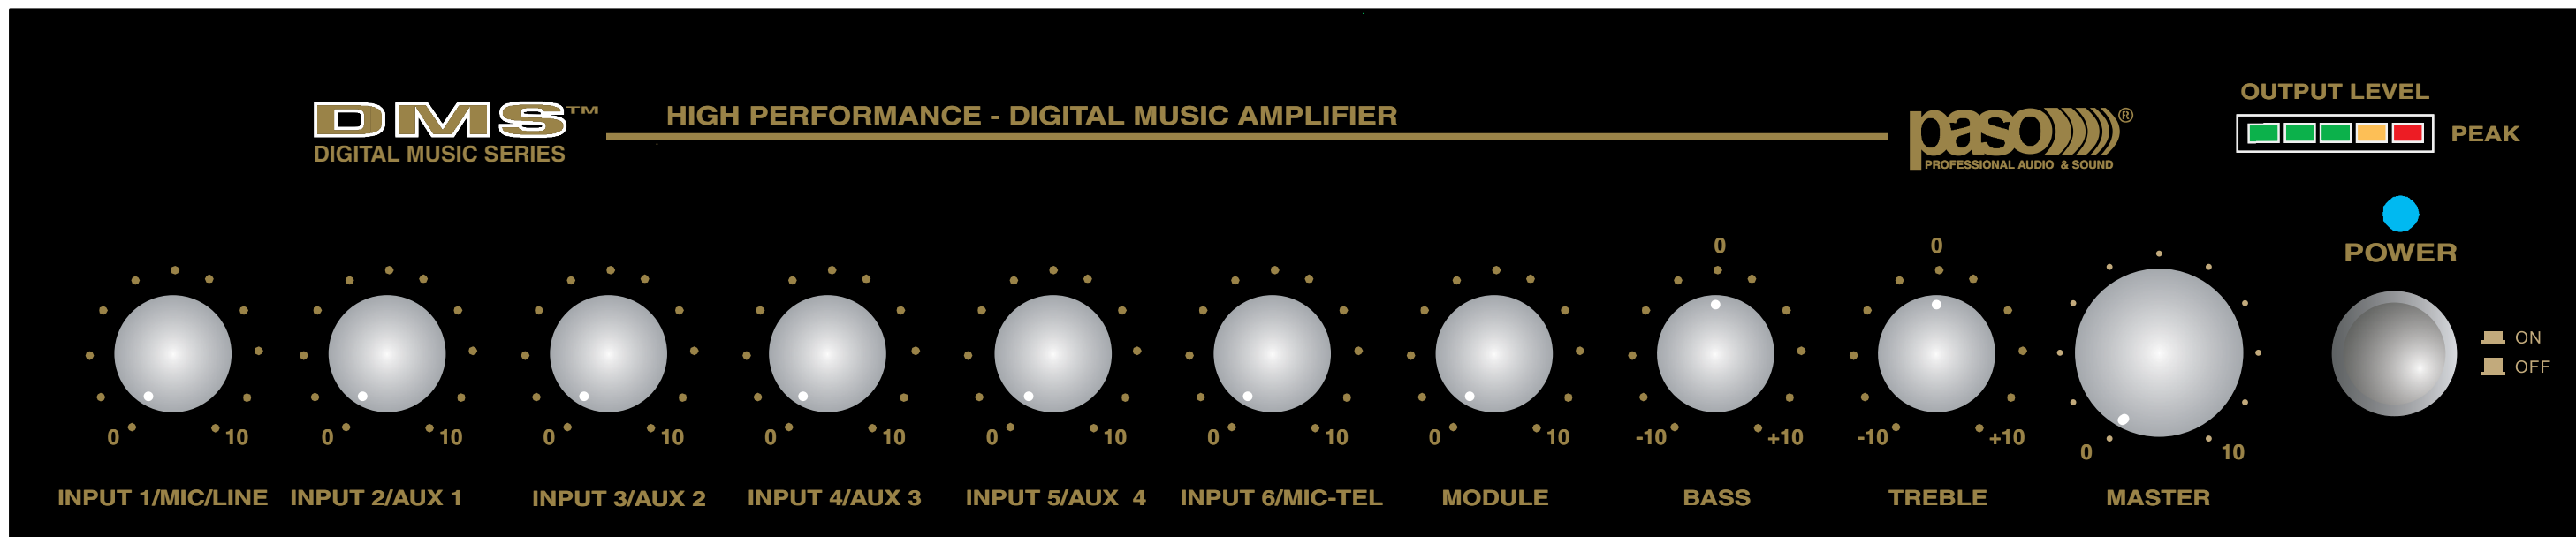 OUTPUT LEVEL
DMS™
HIGH PERFORMANCE - DIGITAL MUSIC AMPLIFIER
paso®
PEAK
DIGITAL MUSIC SERIES
PROFESSIONAL AUDIO & SOUND
POWER
0 0
ON
OFF
0 10 0 10 0 10 0 10 0 10 0 10 0 10 -10 +10 -10 +10 0 10
INPUT 1/MIC/LINE INPUT 2/AUX 1 INPUT 3/AUX 2 INPUT 4/AUX 3 INPUT 5/AUX 4 INPUT 6/MIC-TEL MODULE BASS TREBLE MASTER